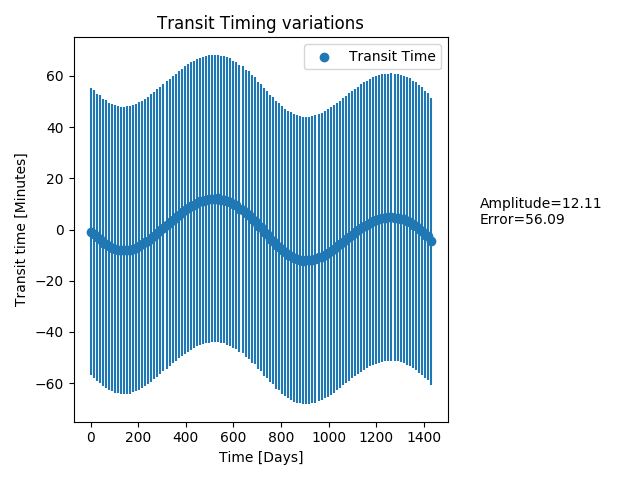 Transit Timing variations
Transit Time
60
40
20
0
−20
−40
−60
Transit time [Minutes]
0 200 400 600 800 1000 1200 1400
Time [Days]
Amplitude=12.11
Error=56.09